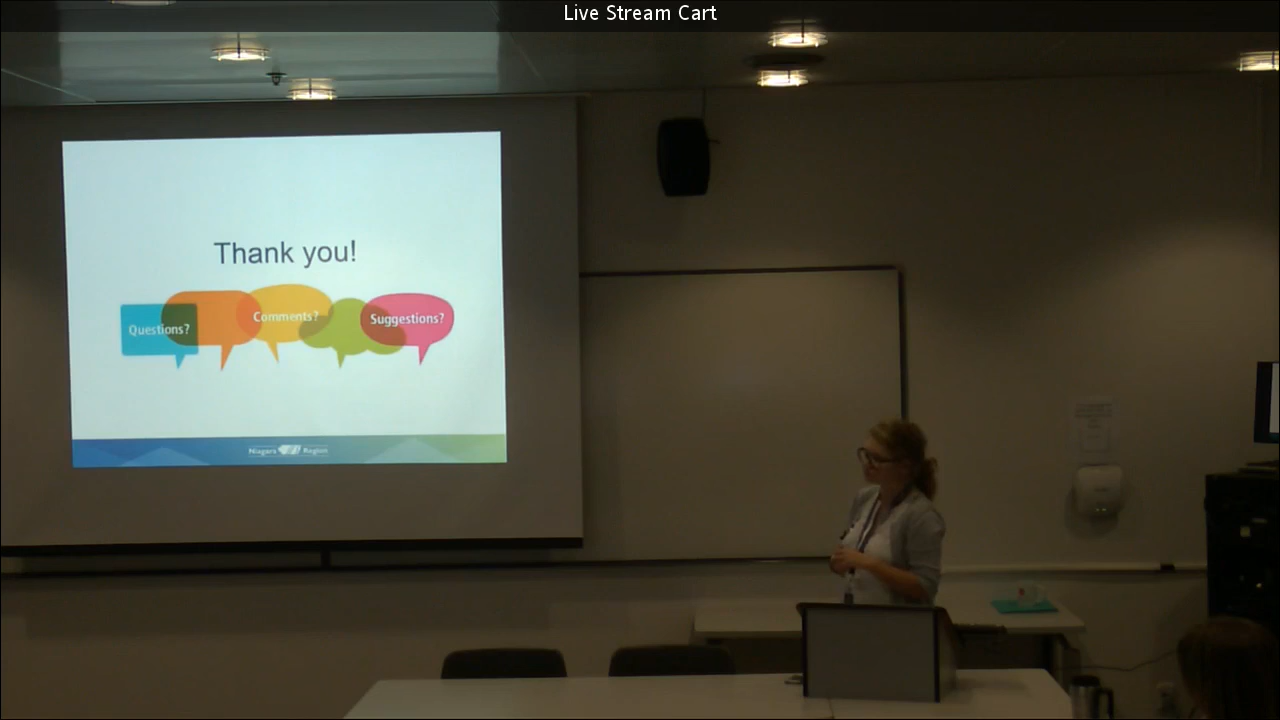 Live Stream Cart
Thank you!
Questions?
Comments?
Suggestions?
Niagara Region